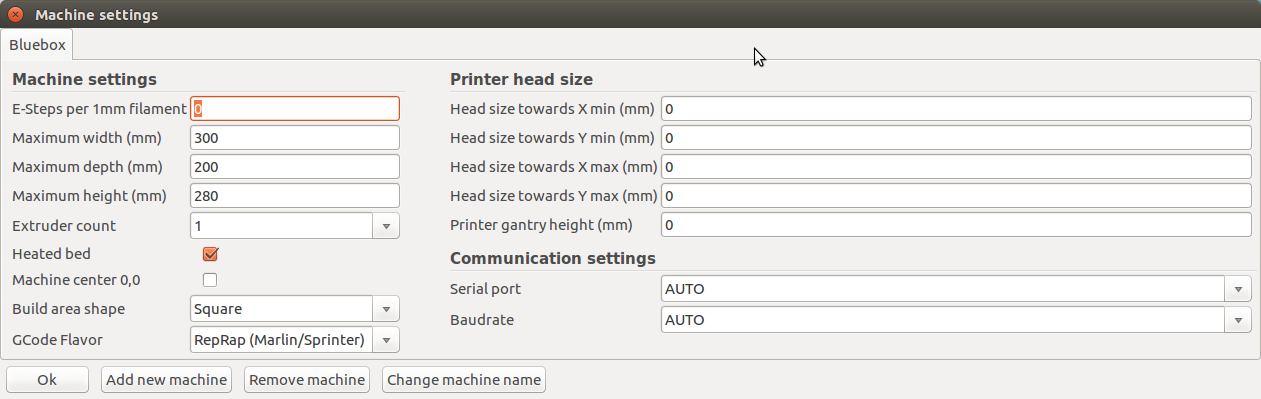 Machine settings
Bluebox
Machine settings
E-Steps per 1mm filament 0
Maximum width (mm) 300
Maximum depth (mm) 200
Maximum height (mm) 280
Extruder count 1
Heated bed
Machine center 0,0
Build area shape Square
GCode Flavor RepRap (Marlin/Sprinter)
Printer head size
Head size towards X min (mm) 0
Head size towards Y min (mm) 0
Head size towards X max (mm) 0
Head size towards Y max (mm) 0
Printer gantry height (mm) 0
Communication settings
Serial port AUTO
Baudrate AUTO
Ok Add new machine Remove machine Change machine name